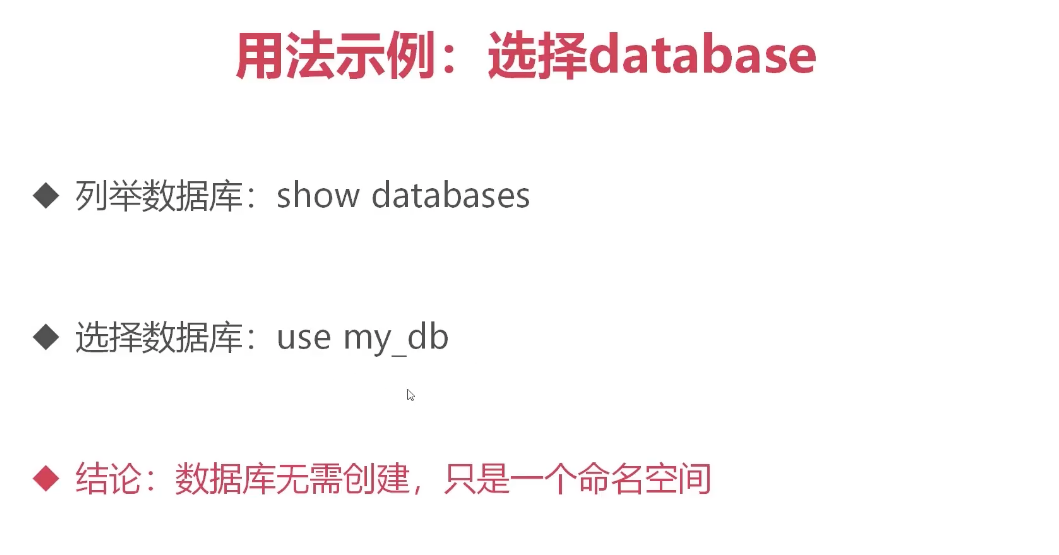 用法示例：选择database
◆ 列举数据库：show databases
◆ 选择数据库：use my_db
◆ 结论：数据库无需创建，只是一个命名空间